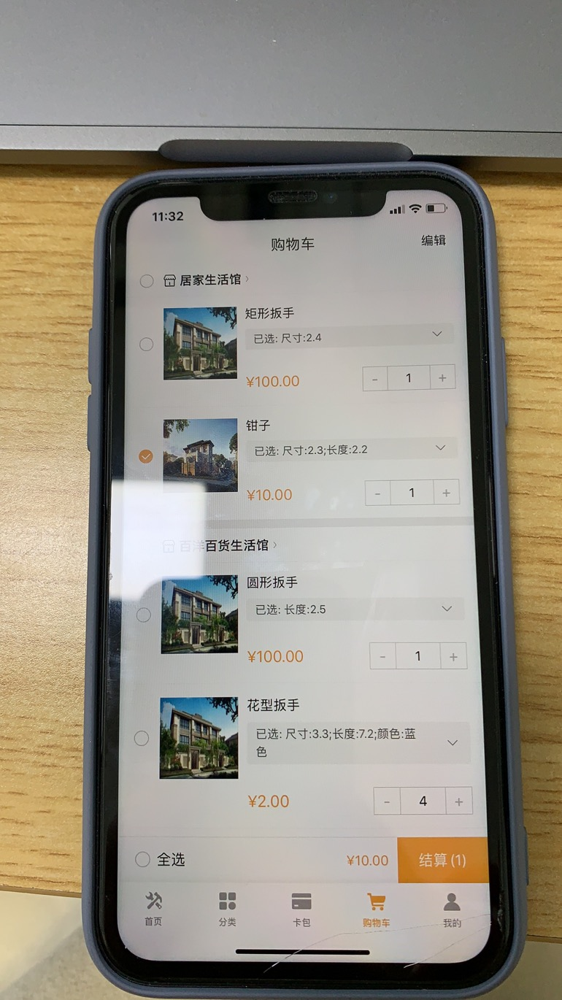 11:32
购物车
编辑
居家生活馆
矩形扳手
已选: 尺寸:2.4
¥100.00
- 1 +
钳子
已选: 尺寸:2.3;长度:2.2
¥10.00
- 1 +
百洋百货生活馆
圆形扳手
已选: 长度:2.5
¥100.00
- 1 +
花型扳手
已选: 尺寸:3.3;长度:7.2;颜色:蓝
色
¥2.00
- 4 +
全选 ¥10.00 结算 (1)
首页 分类 卡包 购物车 我的